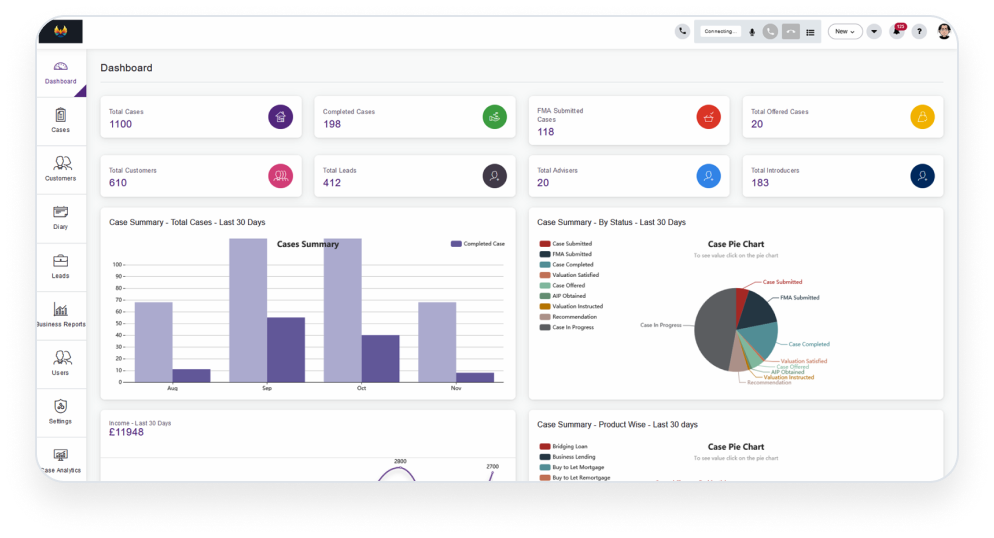 Connecting...
New
525
?
Dashboard
Cases
Customers
Diary
Leads
Business Reports
Users
Settings
Case Analytics
Dashboard
Total Cases
1100
Completed Cases
198
FMA Submitted
Cases
118
Total Offered Cases
20
Total Customers
610
Total Leads
412
Total Advisers
20
Total Introducers
183
Case Summary - Total Cases - Last 30 Days
Cases Summary
Completed Case
100
90
80
70
60
50
40
30
20
10
0
Aug
Sep
Oct
Nov
Case Summary - By Status - Last 30 Days
Case Submitted
FMA Submitted
Case Completed
Valuation Satisfied
Case Offered
AIP Obtained
Valuation Instructed
Recommendation
Case In Progress
Case Pie Chart
To see value click on the pie chart
Case Submitted
FMA Submitted
Case In Progress
Case Completed
Valuation Satisfied
Case Offered
AIP Obtained
Valuation Instructed
Recommendation
Income - Last 30 Days
£11948
2800
2700
Case Summary - Product Wise - Last 30 days
Bridging Loan
Business Lending
Buy to Let Mortgage
Buy to Let Remortgage
Case Pie Chart
To see value click on the pie chart